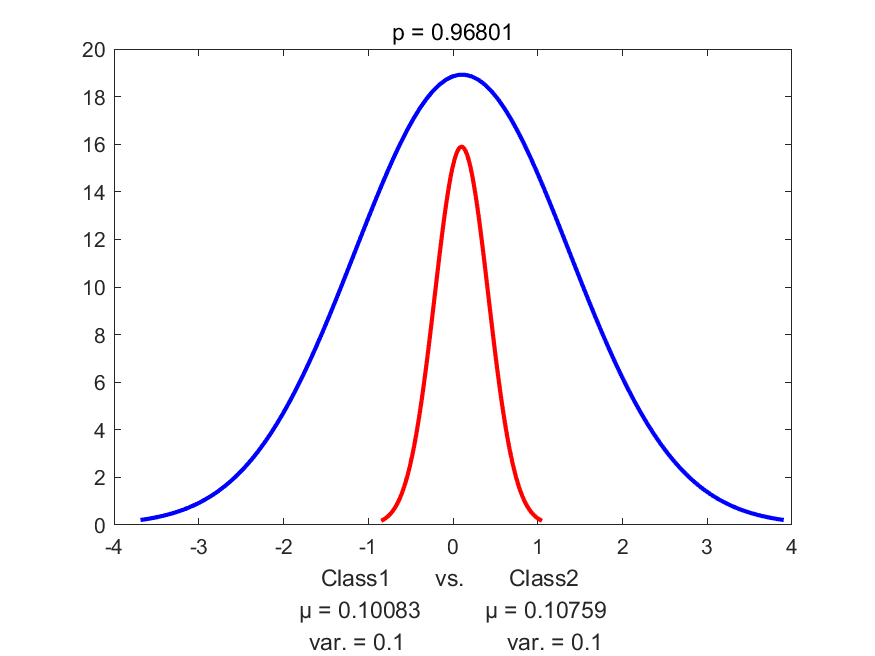 p = 0.96801
20
18
16
14
12
10
8
6
4
2
0
-4 -3 -2 -1 0 1 2 3 4
Class1 vs. Class2
μ = 0.10083 μ = 0.10759
var. = 0.1 var. = 0.1